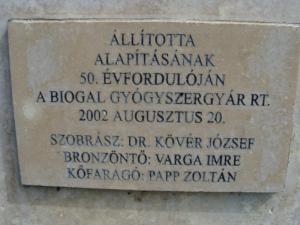 ÁLLÍTOTTA
ALAPÍTÁSÁNAK
50. ÉVFORDULÓJÁN
A BIOGAL GYÓGYSZERGYÁR RT.
2002 AUGUSZTUS 20.
SZOBRÁSZ: DR. KÖVÉR JÓZSEF
BRONZÖNTŐ: VARGA IMRE
KŐFARAGÓ: PAPP ZOLTÁN